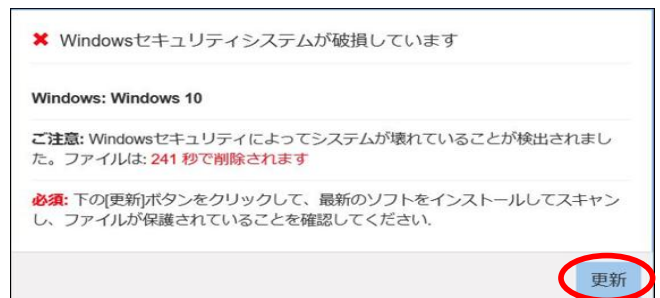 ✖ Windowsセキュリティシステムが破損しています
Windows: Windows 10
ご注意: Windowsセキュリティによってシステムが壊れていることが検出されまし
た。ファイルは: 241 秒で削除されます
必須: 下の[更新]ボタンをクリックして、最新のソフトをインストールしてスキャン
し、ファイルが保護されていることを確認してください.
更新